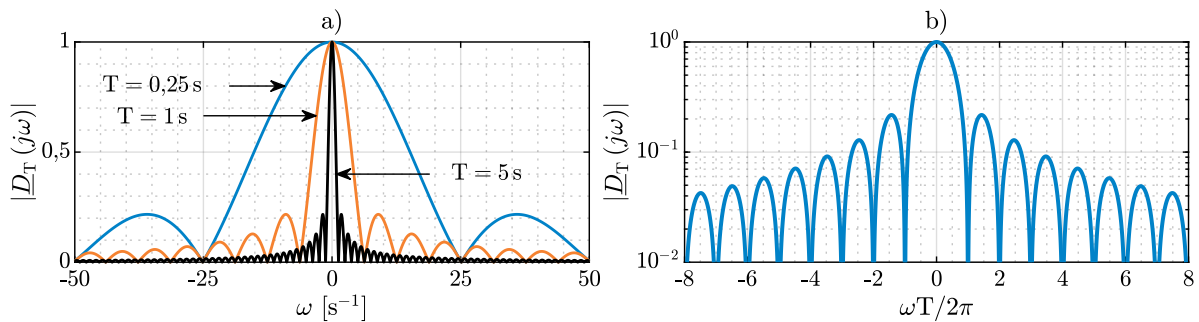 a)
|D_T (jω)|
1
0,5
0
T = 0,25 s
T = 1 s
T = 5 s
-50 -25 0 25 50
ω [s⁻¹]
b)
|D_T (jω)|
10⁰
10⁻¹
10⁻²
-8 -6 -4 -2 0 2 4 6 8
ωT/2π